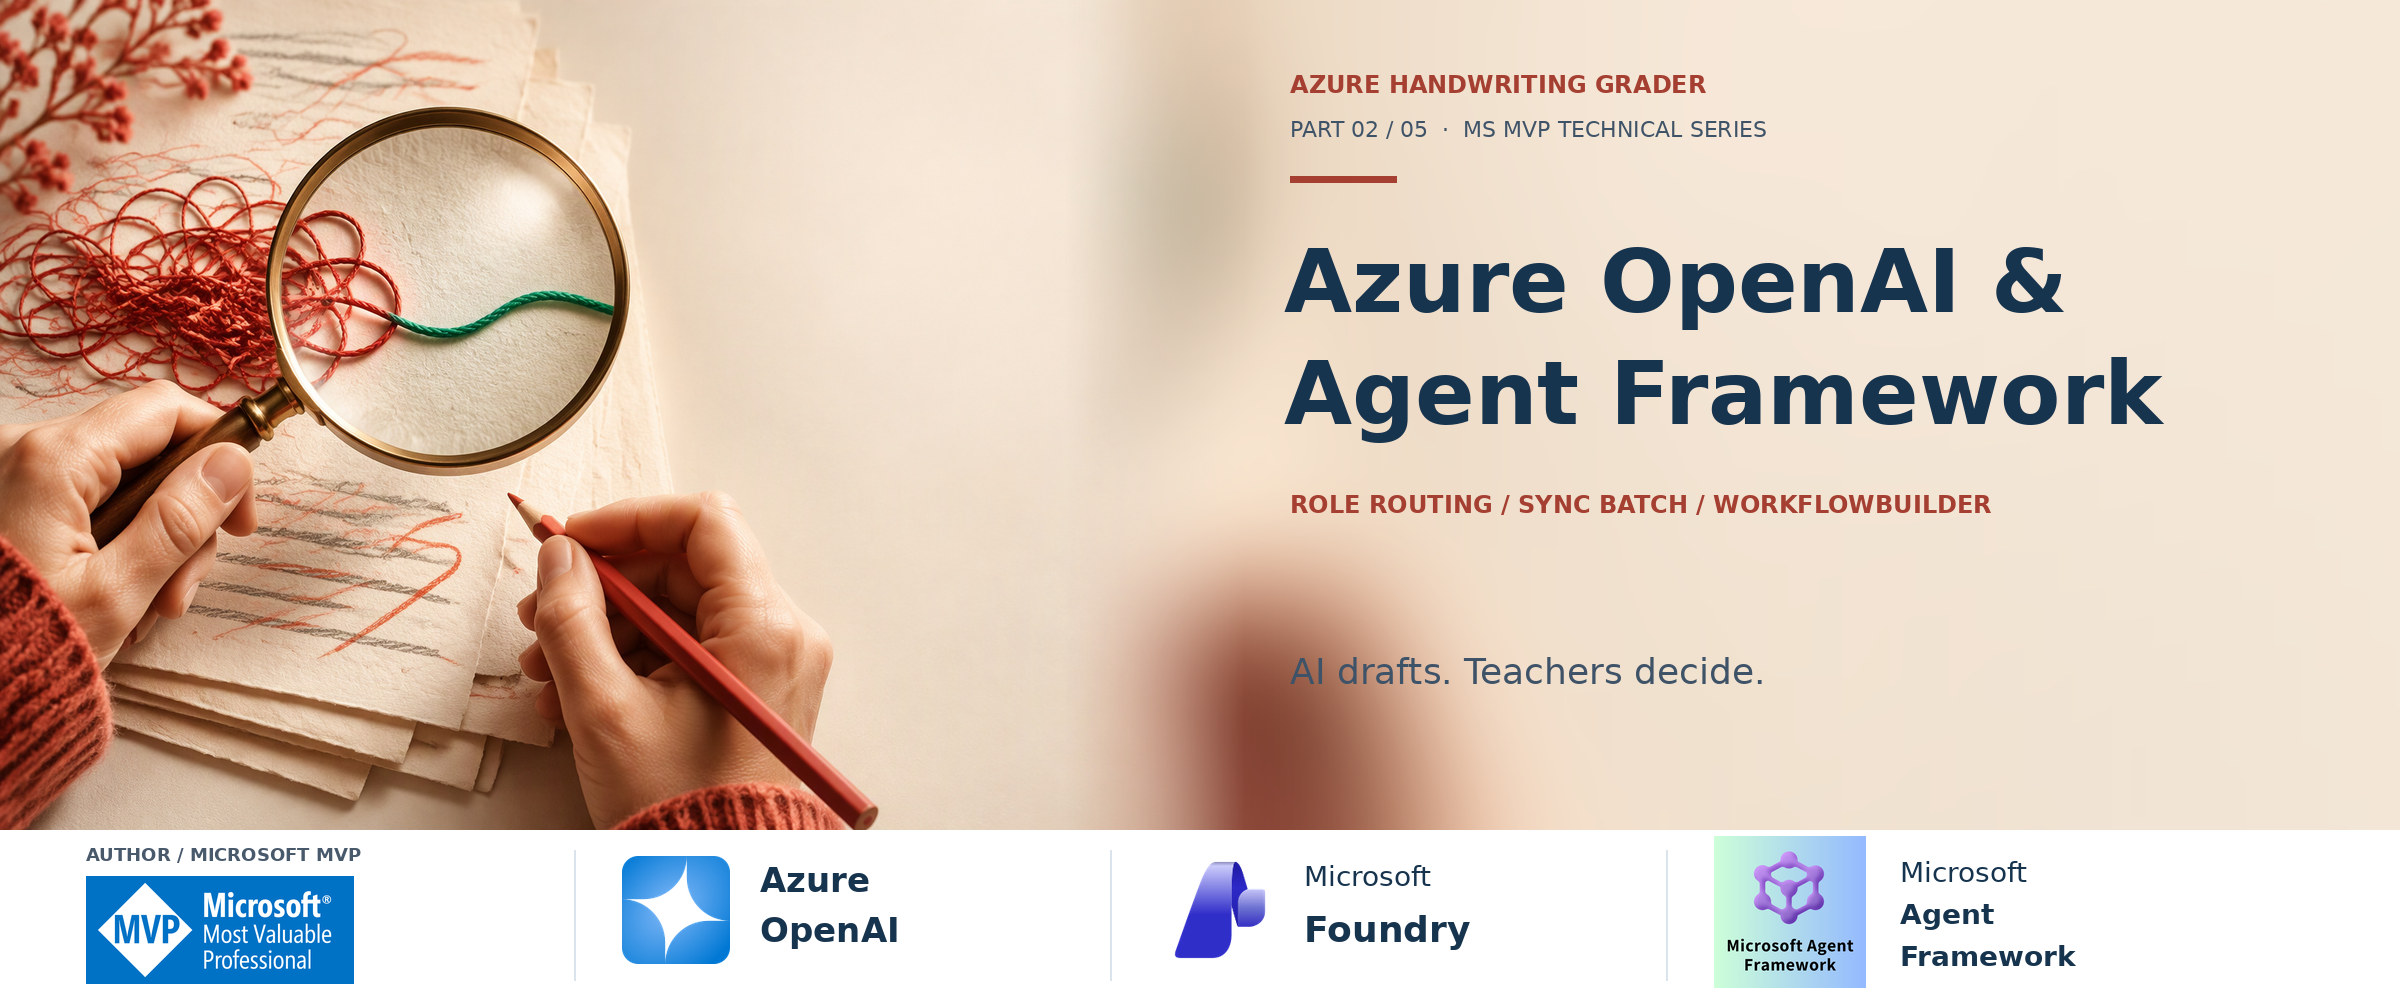 AZURE HANDWRITING GRADER
PART 02 / 05 · MS MVP TECHNICAL SERIES
Azure OpenAI &
Agent Framework
ROLE ROUTING / SYNC BATCH / WORKFLOWBUILDER
AI drafts. Teachers decide.
AUTHOR / MICROSOFT MVP
MVP
Microsoft®
Most Valuable
Professional
Azure
OpenAI
Microsoft
Foundry
Microsoft Agent
Framework
Microsoft
Agent
Framework